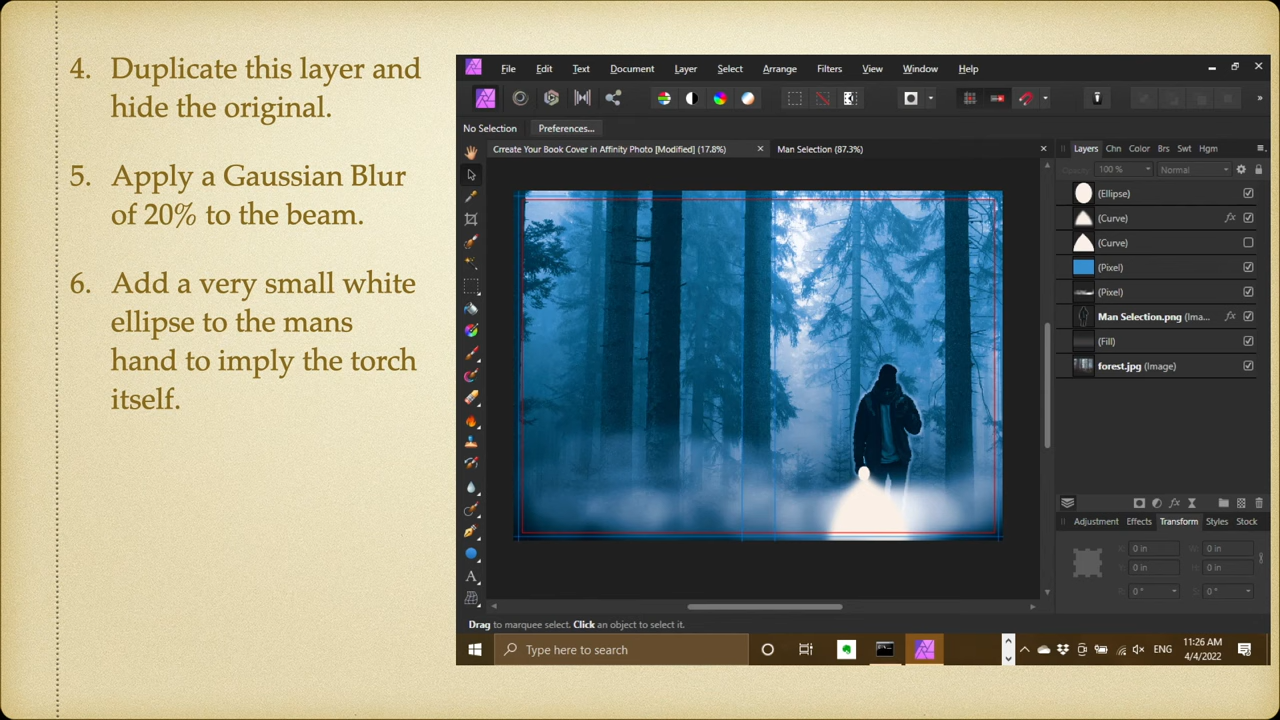 4. Duplicate this layer and
hide the original.
5. Apply a Gaussian Blur
of 20% to the beam.
6. Add a very small white
ellipse to the mans
hand to imply the torch
itself.
File Edit Text Document Layer Select Arrange Filters View Window Help
No Selection Preferences...
Crreate Your Book Cover in Affinity Photo [Modified] (17.8%) Man Selection (87.3%)
Layers Chn Color Brs Swt Hgm
Opacity: 100 % Normal
(Ellipse)
(Curve) fx
(Curve)
(Pixel)
(Pixel)
Man Selection.png (Ima... fx
(Fill)
forest.jpg (Image)
fx
Adjustment Effects Transform Styles Stock
X: 0 in W: 0 in
Y: 0 in H: 0 in
R: 0 ° S: 0 °
A
Drag to marquee select. Click an object to select it.
Type here to search
ENG
11:26 AM
4/4/2022